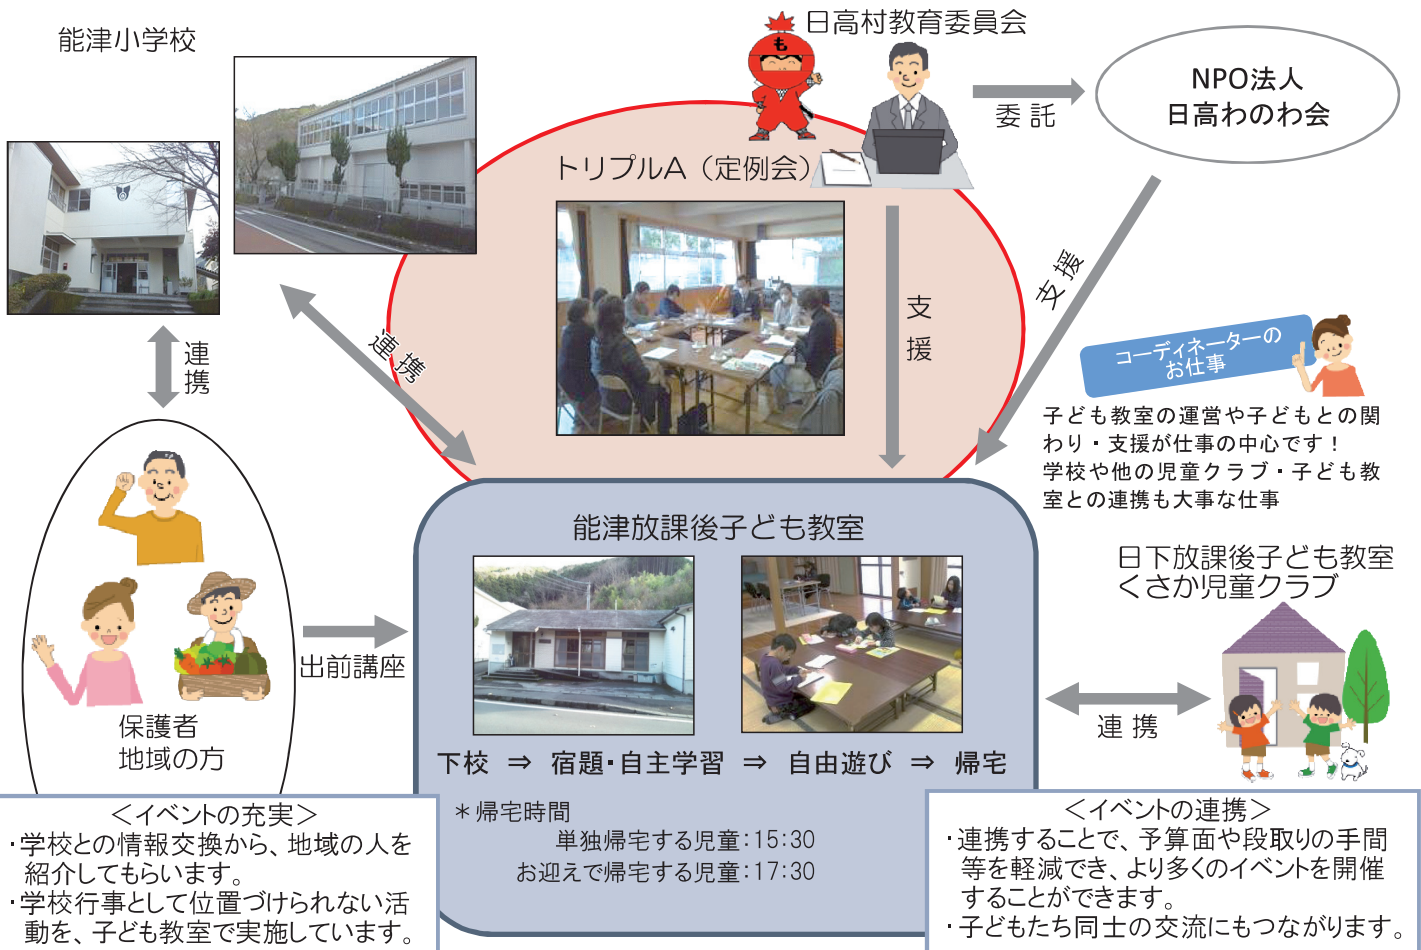 能津小学校
日高村教育委員会
も
委託
NPO法人
日高わのわ会
トリプルA（定例会）
支援
支援
連携
連携
コーディネーターの
お仕事
子ども教室の運営や子どもとの関
わり・支援が仕事の中心です！
学校や他の児童クラブ・子ども教
室との連携も大事な仕事
能津放課後子ども教室
日下放課後子ども教室
くさか児童クラブ
出前講座
連携
保護者
地域の方
下校 ⇒ 宿題・自主学習 ⇒ 自由遊び ⇒ 帰宅
＊帰宅時間
単独帰宅する児童：15：30
お迎えで帰宅する児童：17：30
＜イベントの充実＞
・学校との情報交換から、地域の人を
紹介してもらいます。
・学校行事として位置づけられない活
動を、子ども教室で実施しています。
＜イベントの連携＞
・連携することで、予算面や段取りの手間
等を軽減でき、より多くのイベントを開催
することができます。
・子どもたち同士の交流にもつながります。